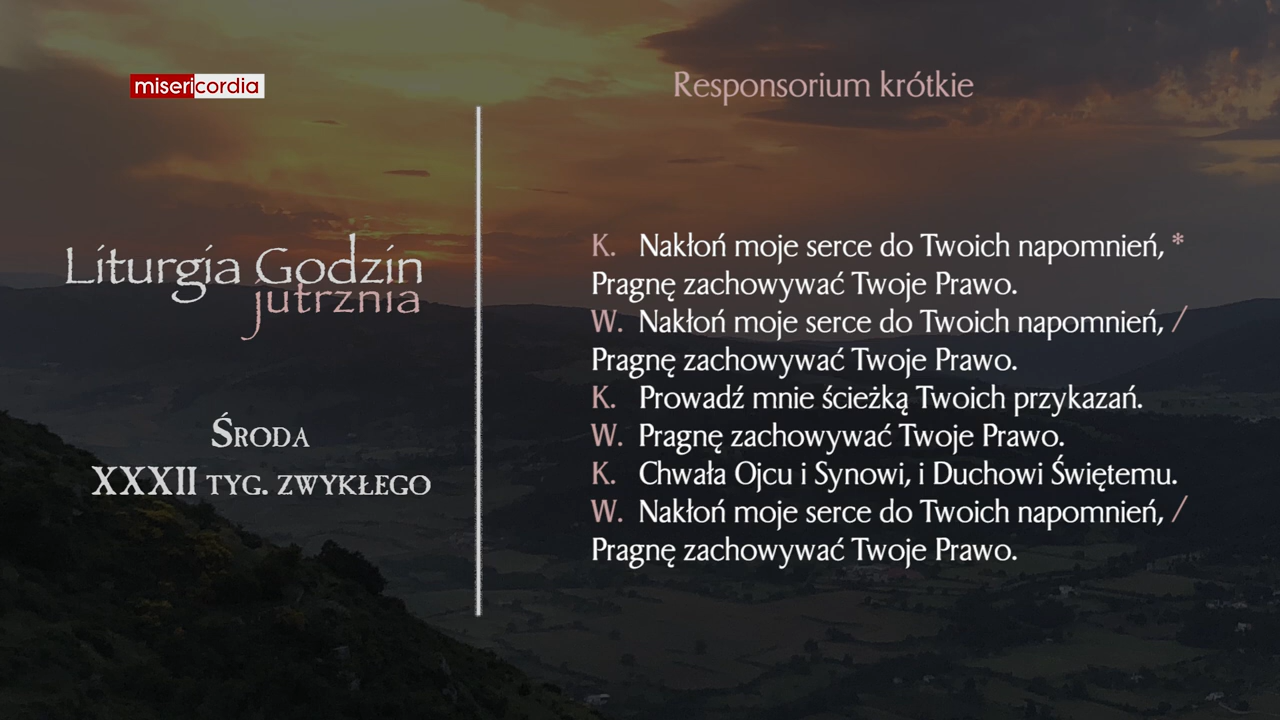 misericordia
Liturgia Godzin
jutrznia
Środa
XXXII tyg. zwykłego
Responsorium krótkie
K. Nakłoń moje serce do Twoich napomnień, *
Pragnę zachowywać Twoje Prawo.
W. Nakłoń moje serce do Twoich napomnień, /
Pragnę zachowywać Twoje Prawo.
K. Prowadź mnie ścieżką Twoich przykazań.
W. Pragnę zachowywać Twoje Prawo.
K. Chwała Ojcu i Synowi, i Duchowi Świętemu.
W. Nakłoń moje serce do Twoich napomnień, /
Pragnę zachowywać Twoje Prawo.